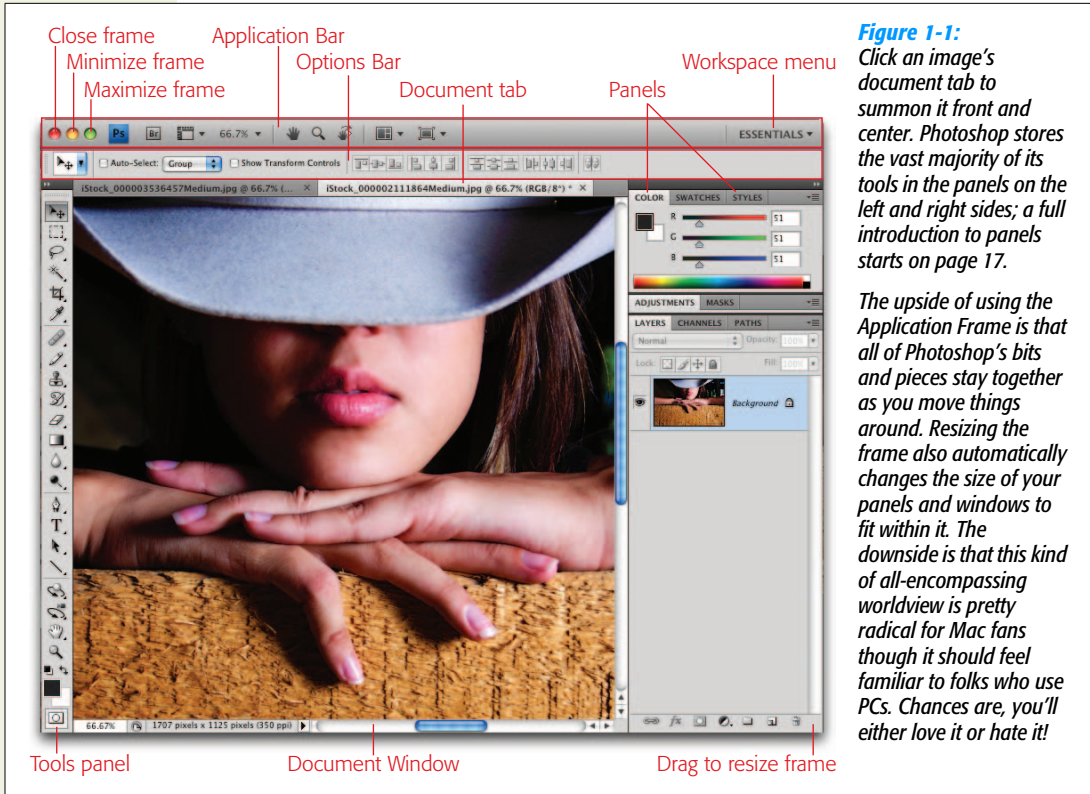 Close frame
Application Bar
Minimize frame
Options Bar
Workspace menu
Maximize frame
Document tab
Panels
Ps
Br
66.7%
ESSENTIALS
Auto-Select:
Group
Show Transform Controls
iStock_000003536457Medium.jpg @ 66.7% (...
iStock_000002111864Medium.jpg @ 66.7% (RGB/8*) *
COLOR
SWATCHES
STYLES
R
51
G
51
B
51
ADJUSTMENTS
MASKS
LAYERS
CHANNELS
PATHS
Normal
Opacity: 100%
Lock:
Fill: 100%
Background
T
fx
66.67%
1707 pixels x 1125 pixels (350 ppi)
Tools panel
Document Window
Drag to resize frame
Figure 1-1:
Click an image's
document tab to
summon it front and
center. Photoshop stores
the vast majority of its
tools in the panels on the
left and right sides; a full
introduction to panels
starts on page 17.
The upside of using the
Application Frame is that
all of Photoshop's bits
and pieces stay together
as you move things
around. Resizing the
frame also automatically
changes the size of your
panels and windows to
fit within it. The
downside is that this kind
of all-encompassing
worldview is pretty
radical for Mac fans
though it should feel
familiar to folks who use
PCs. Chances are, you'll
either love it or hate it!